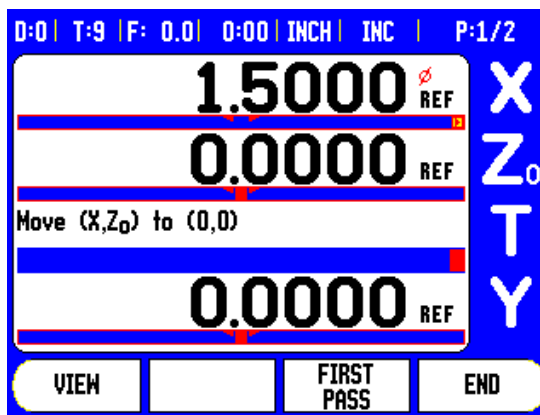 D:0| T:9 |F: 0.0| 0:00| INCH| INC | P:1/2
1.5000 Ø REF X
0.0000 REF Z₀
Move (X,Z₀) to (0,0)
T
0.0000 REF Y
VIEW
FIRST PASS
END